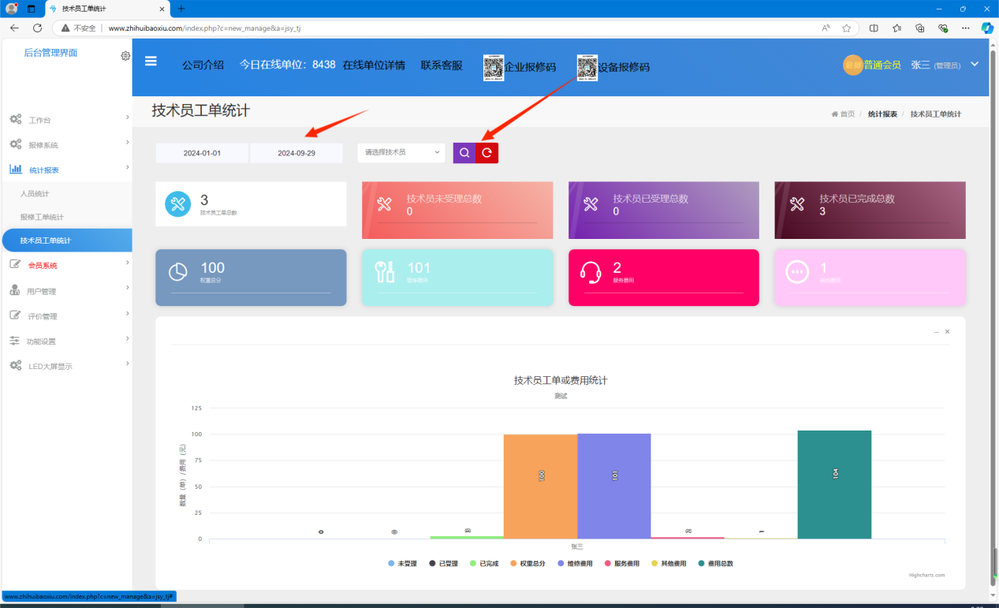 技术员工单统计
不安全 www.zhihuibaoxiu.com/index.php?c=new_manage&a=jsy_tj
后台管理界面
公司介绍 今日在线单位：8438 在线单位详情 联系客服 企业报修码 设备报修码
普通会员 张三 (管理员)
工作台
报修系统
统计报表
人员统计
报修工单统计
技术员工单统计
会员系统
用户管理
评价管理
功能设置
LED大屏显示
技术员工单统计
首页 / 统计报表 / 技术员工单统计
2024-01-01 2024-09-29 请选择技术员
3
技术员工单总数
技术员未受理总数
0
技术员已受理总数
0
技术员已完成总数
3
100
权重总分
101
维修费用
2
服务费用
1
其他费用
技术员工单或费用统计
测试
数量（单）/费用（元）
125
100
75
50
25
0
0 0 3 100 101 2 1 104
张三
未受理 已受理 已完成 权重总分 维修费用 服务费用 其他费用 费用总数
Highcharts.com
www.zhihuibaoxiu.com/index.php?c=new_manage&a=jsy_tj#